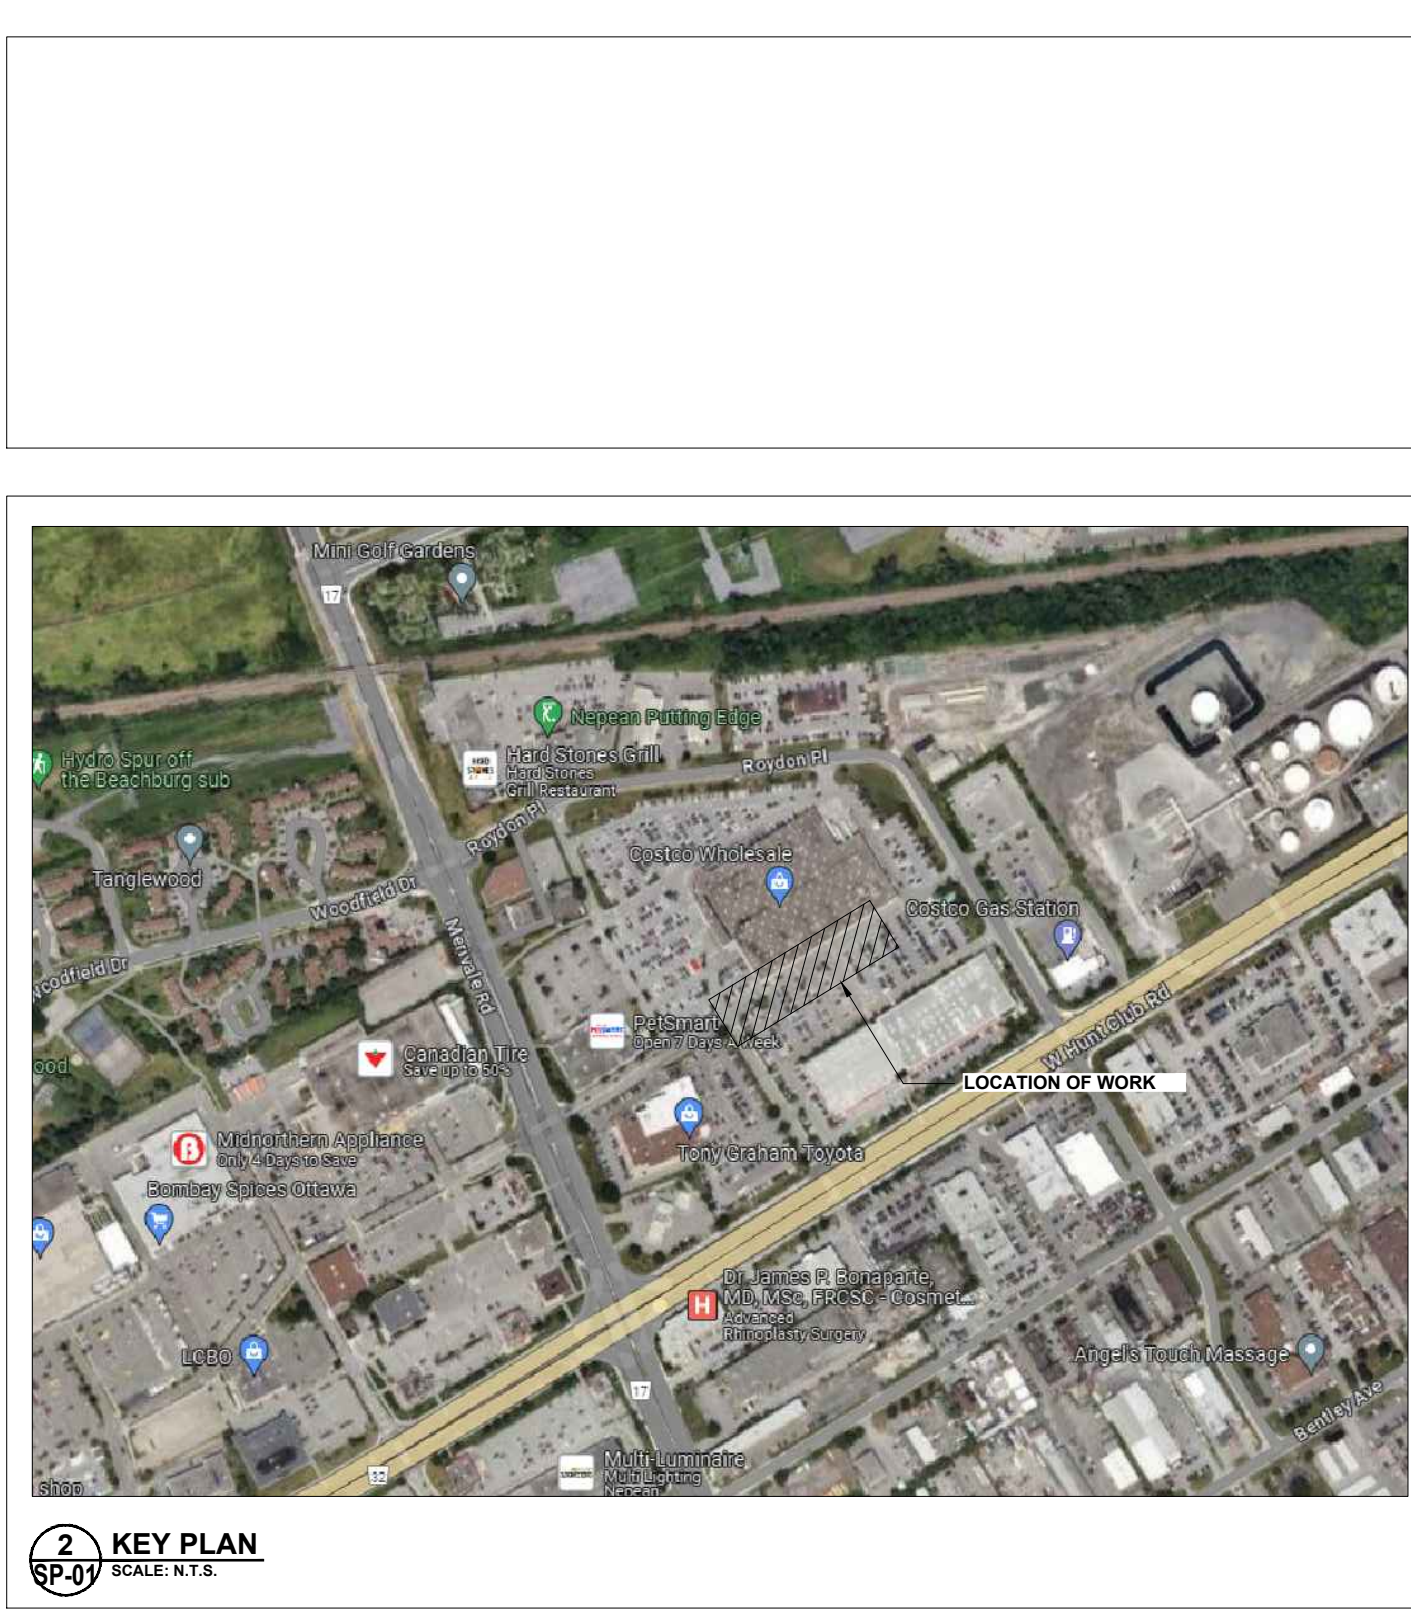 Mini Golf Gardens
17
Nepean Putting Edge
Hard Stones Grill
Hard Stones
Grill Restaurant
Roydon Pl
Hydro Spur off
the Beachburg sub
Roydon Pl
Costco Wholesale
Tanglewood
Woodfield Dr
Costco Gas Station
Merivale Rd
Woodfield Dr
PetSmart
Open 7 Days A Week
W Hunt Club Rd
Canadian Tire
Save up to 50%
ood
LOCATION OF WORK
Midnorthern Appliance
Only 4 Days to Save
Tony Graham Toyota
Bombay Spices Ottawa
Dr. James P. Bonaparte,
MD, MSc, FRCSC - Cosmet...
H
Advanced
Rhinoplasty Surgery
LCBO
Angel's Touch Massage
17
Bentley Ave
Multi-Luminaire
Multi Lighting
Nepean
32
shop
2
SP-01
KEY PLAN
SCALE: N.T.S.